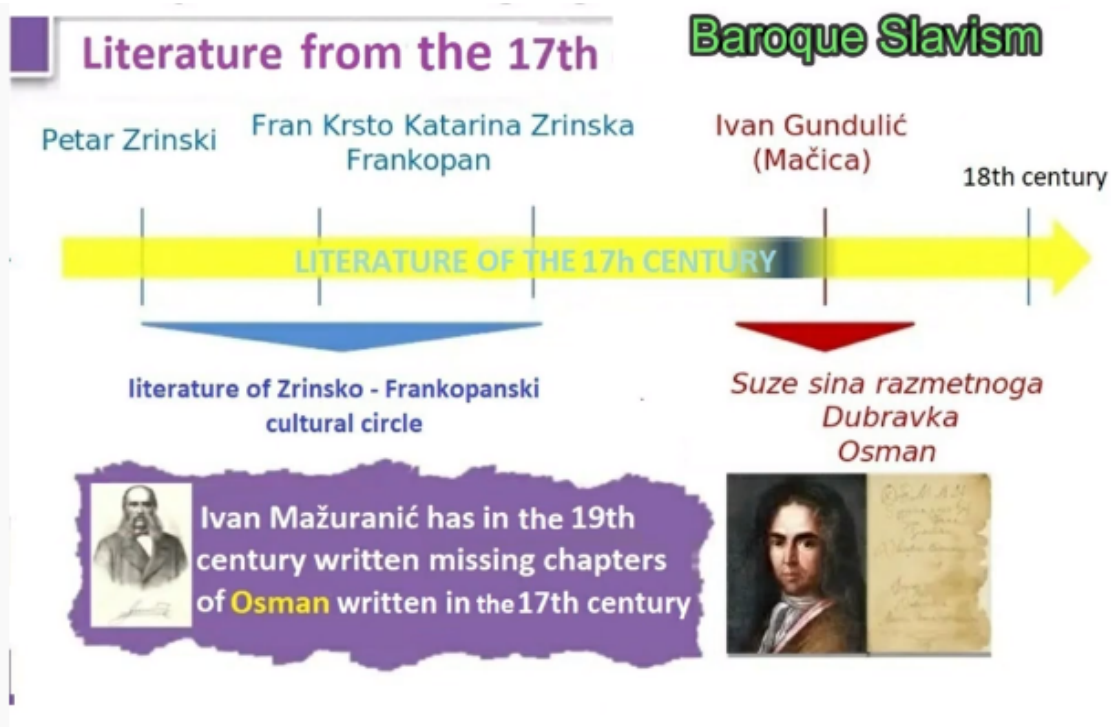 Literature from the 17th
Baroque Slavism
Petar Zrinski
Fran Krsto Katarina Zrinska
Frankopan
Ivan Gundulić
(Mačica)
18th century
LITERATURE OF THE 17h CENTURY
literature of Zrinsko - Frankopanski
cultural circle
Suze sina razmetnoga
Dubravka
Osman
Ivan Mažuranić has in the 19th
century written missing chapters
of Osman written in the 17th century